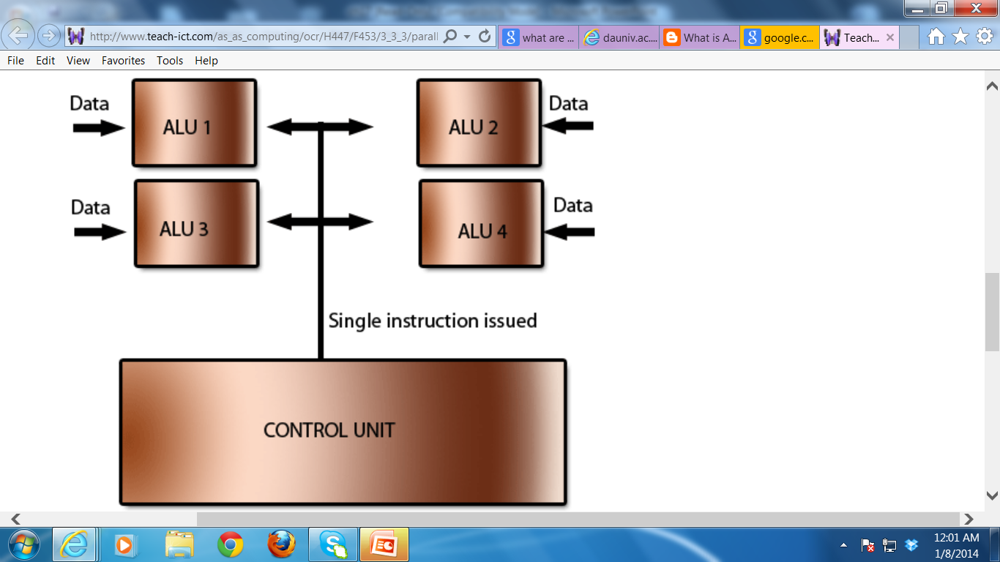 http://www.teach-ict.com/as_as_computing/ocr/H447/F453/3_3_3/parall
what are ...
dauniv.ac....
What is A...
google.c...
Teach...
File Edit View Favorites Tools Help
Data
ALU 1
ALU 2
Data
Data
ALU 3
ALU 4
Data
Single instruction issued
CONTROL UNIT
12:01 AM
1/8/2014